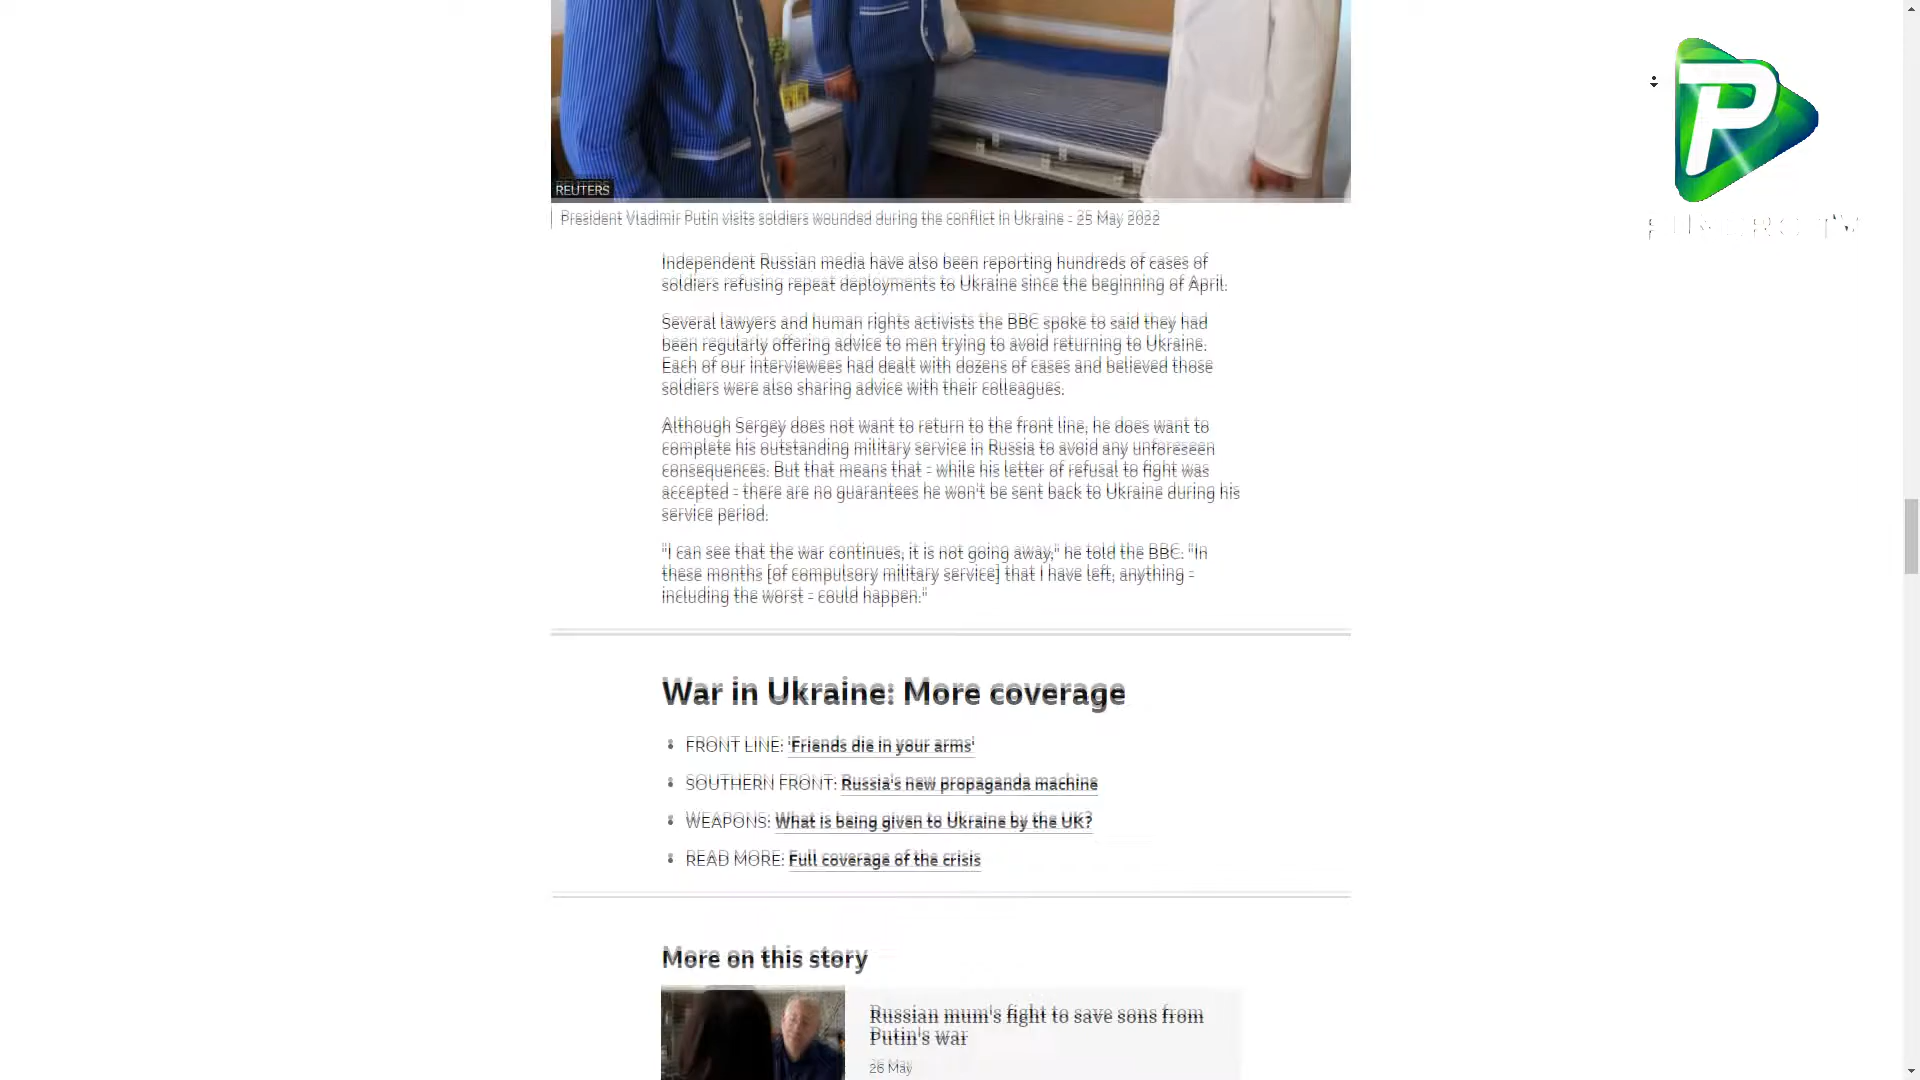 REUTERS
President Vladimir Putin visits soldiers wounded during the conflict in Ukraine - 25 May 2022
Independent Russian media have also been reporting hundreds of cases of
soldiers refusing repeat deployments to Ukraine since the beginning of April.
Several lawyers and human rights activists the BBC spoke to said they had
been regularly offering advice to men trying to avoid returning to Ukraine.
Each of our interviewees had dealt with dozens of cases and believed those
soldiers were also sharing advice with their colleagues.
Although Sergey does not want to return to the front line, he does want to
complete his outstanding military service in Russia to avoid any unforeseen
consequences. But that means that - while his letter of refusal to fight was
accepted - there are no guarantees he won't be sent back to Ukraine during his
service period.
"I can see that the war continues, it is not going away," he told the BBC. "In
these months [of compulsory military service] that I have left, anything -
including the worst - could happen."
War in Ukraine: More coverage
• FRONT LINE: 'Friends die in your arms'
• SOUTHERN FRONT: Russia's new propaganda machine
• WEAPONS: What is being given to Ukraine by the UK?
• READ MORE: Full coverage of the crisis
More on this story
Russian mum's fight to save sons from
Putin's war
26 May